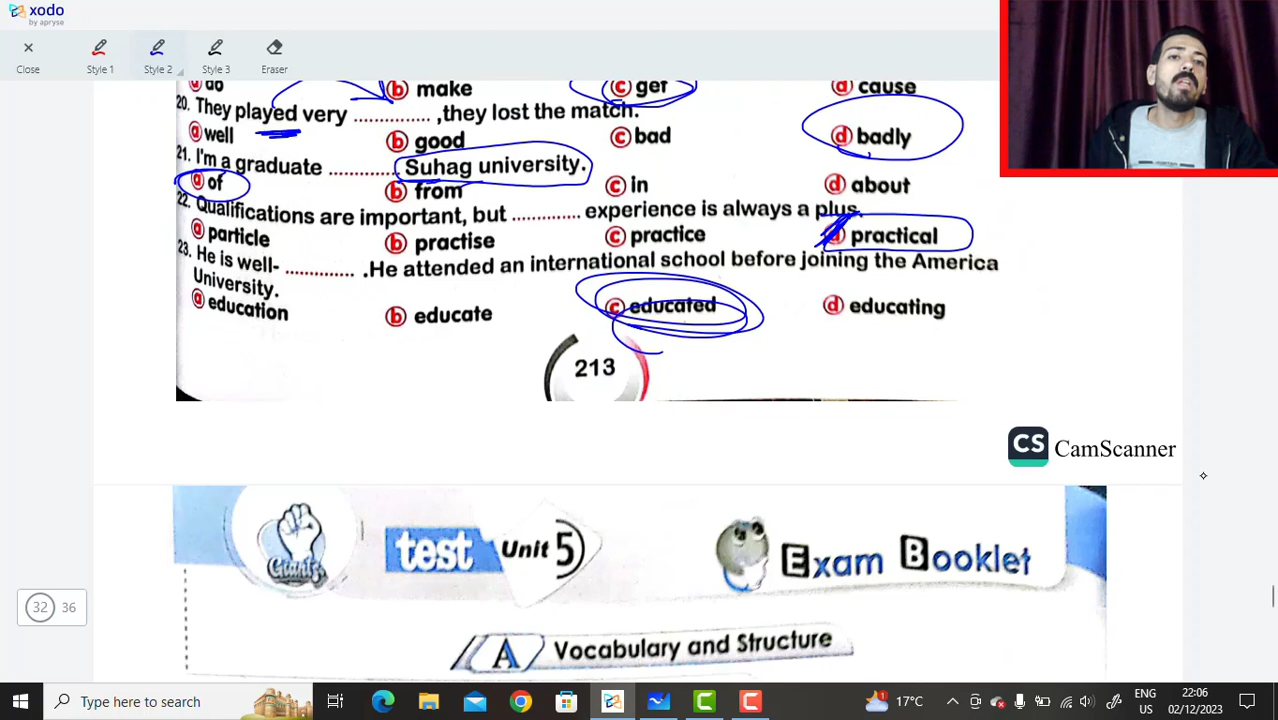 xodo
by apryse
Close
Style 1
Style 2
Style 3
Eraser
a do b make c get d cause
20. They played very .............. ,they lost the match.
a well b good c bad d badly
21. I'm a graduate .............. Suhag university.
a of b from c in d about
22. Qualifications are important, but .............. experience is always a plus.
a particle b practise c practice d practical
23. He is well- .............. .He attended an international school before joining the America
University.
a education b educate c educated d educating
213
CS CamScanner
Giants
test Unit 5
Exam Booklet
A Vocabulary and Structure
32 36
Type here to search
17°C
ENG
US
22:06
02/12/2023